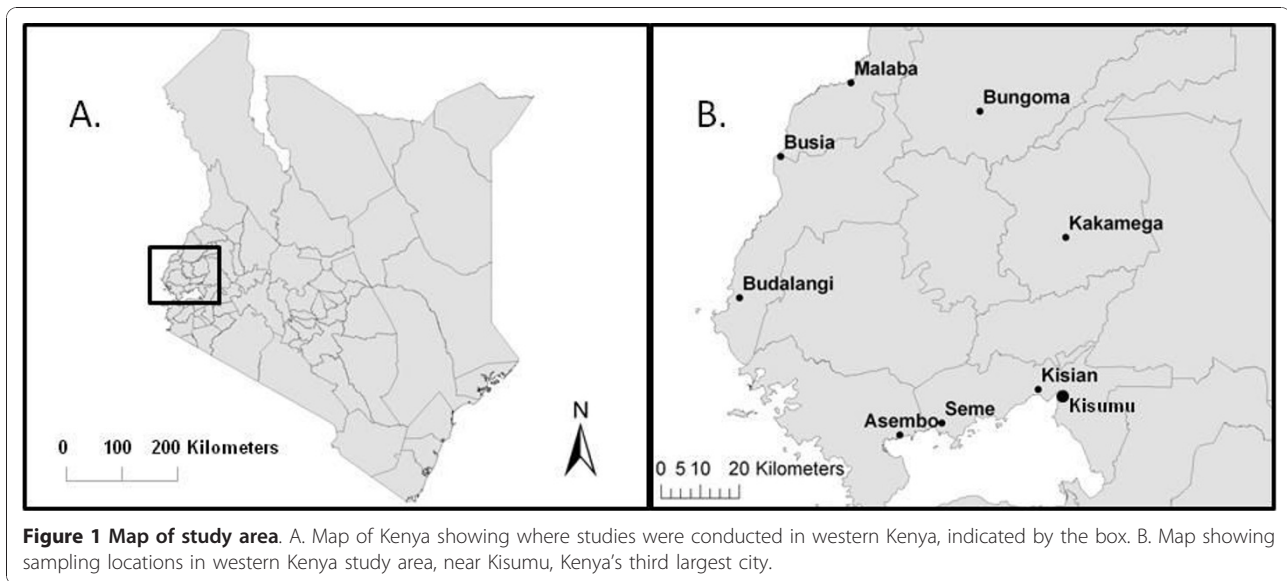 A.
N
0 100 200 Kilometers
B.
Malaba
Bungoma
Busia
Kakamega
Budalangi
Kisian
Kisumu
Seme
Asembo
0 5 10 20 Kilometers
Figure 1 Map of study area. A. Map of Kenya showing where studies were conducted in western Kenya, indicated by the box. B. Map showing
sampling locations in western Kenya study area, near Kisumu, Kenya's third largest city.